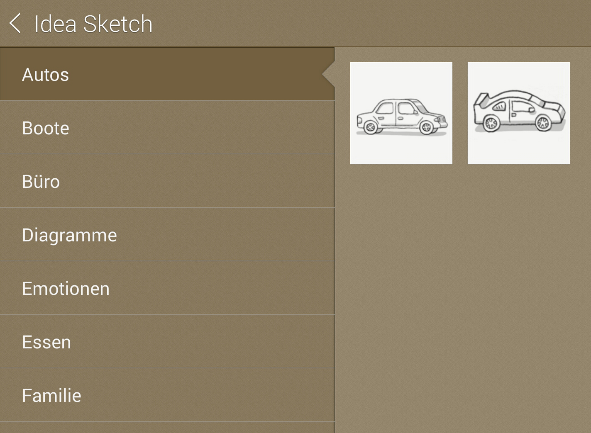 Idea Sketch
Autos
Boote
Büro
Diagramme
Emotionen
Essen
Familie